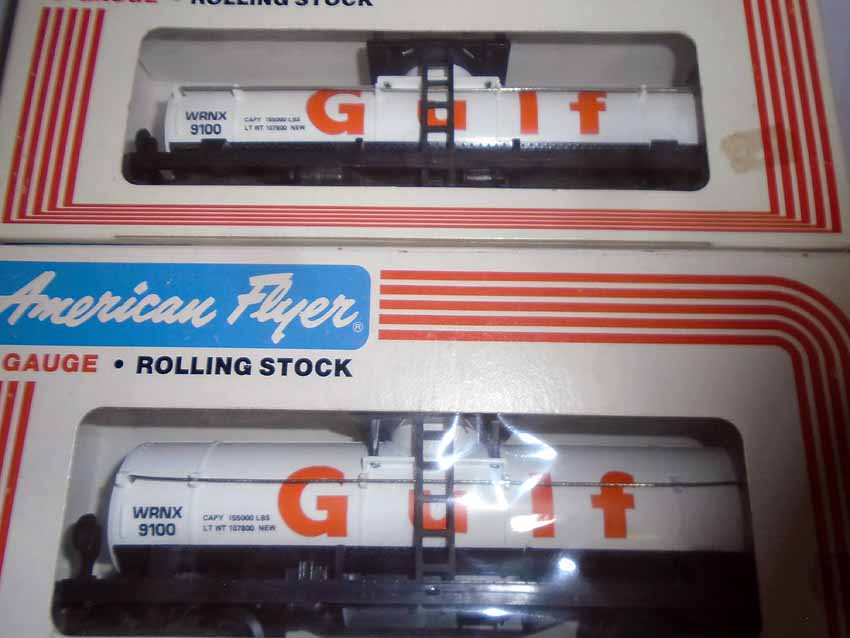 GAUGE • ROLLING STOCK
WRNX
9100
CAPY 155000 LBS
LT WT 107800 NEW
Gulf
American Flyer®
GAUGE • ROLLING STOCK
WRNX
9100
CAPY 155000 LBS
LT WT 107800 NEW
Gulf